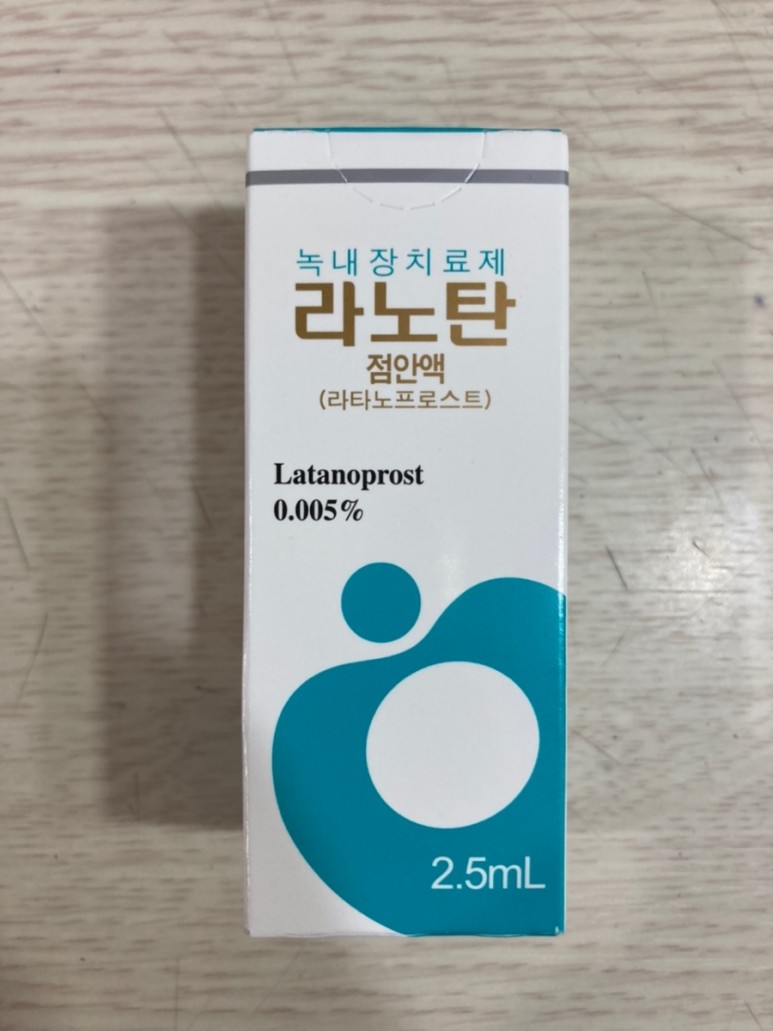 녹내장치료제
라노탄
점안액
(라타노프로스트)
Latanoprost
0.005%
2.5mL